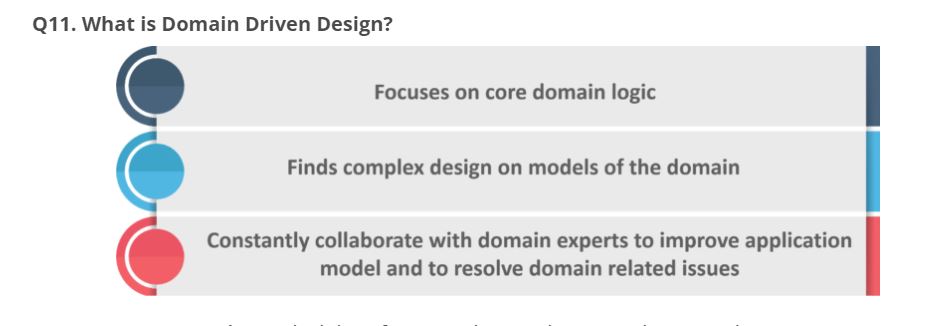 Q11. What is Domain Driven Design?
Focuses on core domain logic
Finds complex design on models of the domain
Constantly collaborate with domain experts to improve application
model and to resolve domain related issues